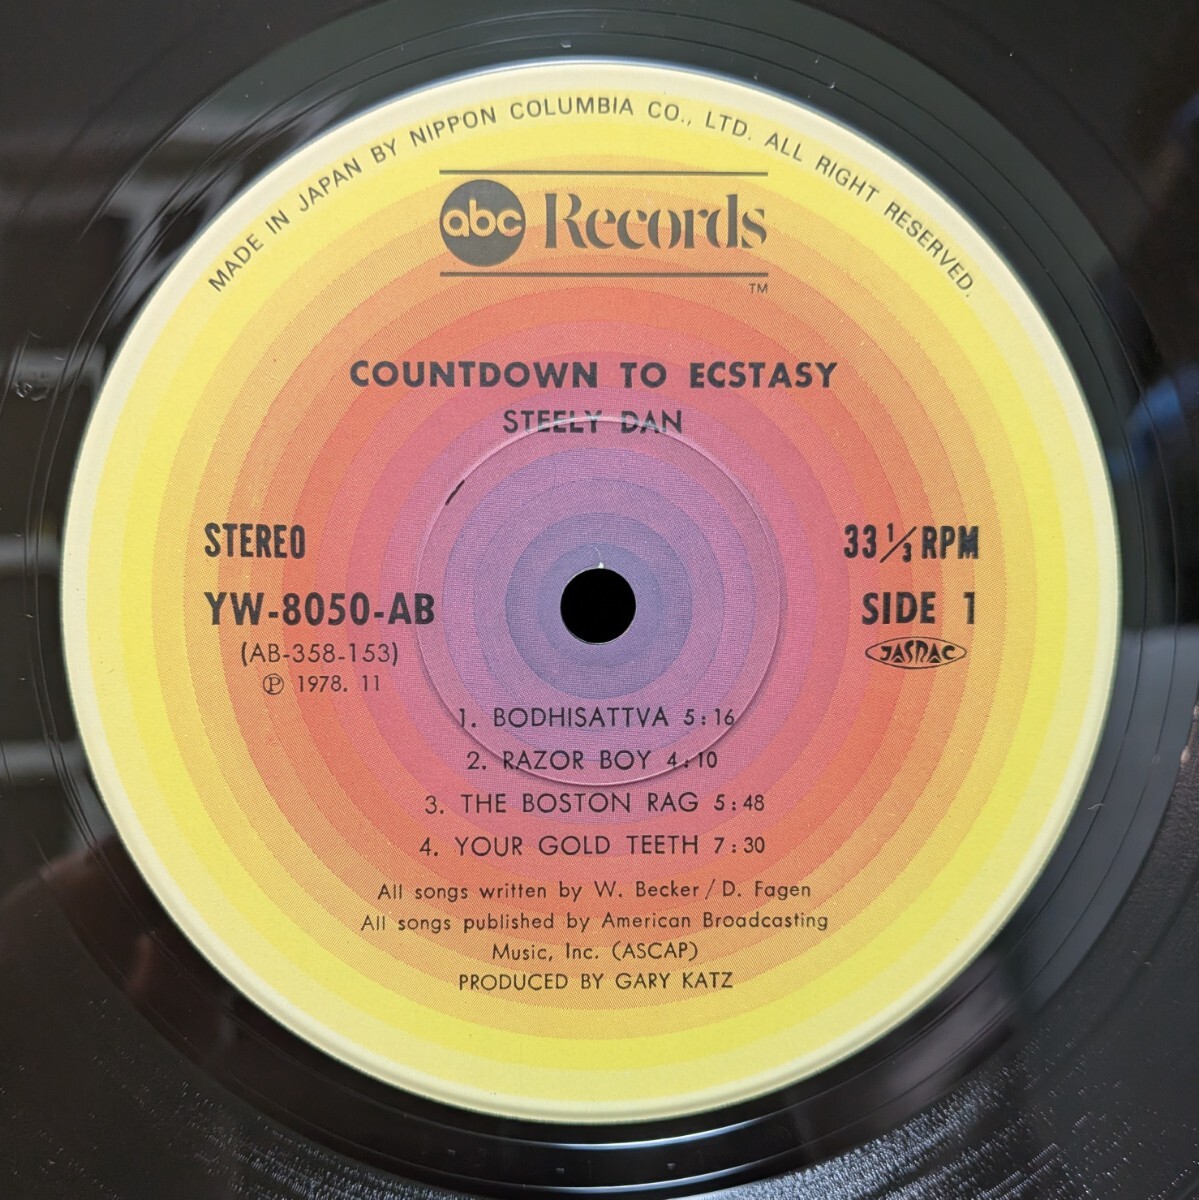 MADE IN JAPAN BY NIPPON COLUMBIA CO., LTD. ALL RIGHT RESERVED.
abc Records
TM
COUNTDOWN TO ECSTASY
STEELY DAN
STEREO
33 1/3 RPM
YW-8050-AB
SIDE 1
(AB-358-153)
JASRAC
Ⓟ 1978. 11
1. BODHISATTVA 5:16
2. RAZOR BOY 4:10
3. THE BOSTON RAG 5:48
4. YOUR GOLD TEETH 7:30
All songs written by W. Becker / D. Fagen
All songs published by American Broadcasting
Music, Inc. (ASCAP)
PRODUCED BY GARY KATZ